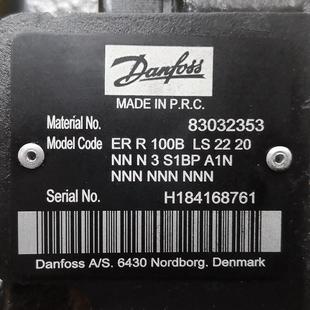 Danfoss
MADE IN P.R.C.
Material No. 83032353
Model Code ER R 100B LS 22 20
NN N 3 S1BP A1N
NNN NNN NNN
Serial No. H184168761
Danfoss A/S. 6430 Nordborg. Denmark